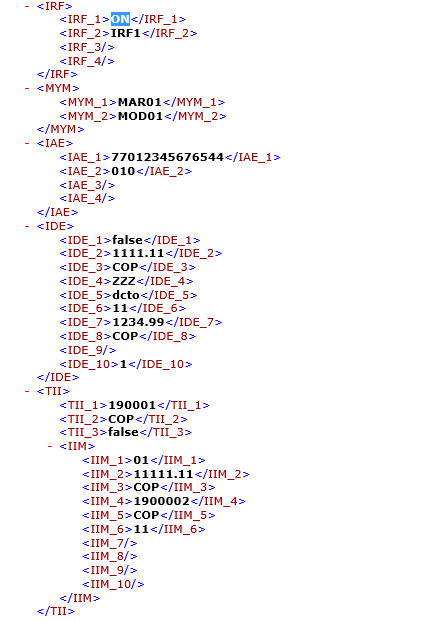 - <IRF>
<IRF_1>ON</IRF_1>
<IRF_2>IRF1</IRF_2>
<IRF_3/>
<IRF_4/>
</IRF>
- <MYM>
<MYM_1>MAR01</MYM_1>
<MYM_2>MOD01</MYM_2>
</MYM>
- <IAE>
<IAE_1>77012345676544</IAE_1>
<IAE_2>010</IAE_2>
<IAE_3/>
<IAE_4/>
</IAE>
- <IDE>
<IDE_1>false</IDE_1>
<IDE_2>1111.11</IDE_2>
<IDE_3>COP</IDE_3>
<IDE_4>ZZZ</IDE_4>
<IDE_5>dcto</IDE_5>
<IDE_6>11</IDE_6>
<IDE_7>1234.99</IDE_7>
<IDE_8>COP</IDE_8>
<IDE_9/>
<IDE_10>1</IDE_10>
</IDE>
- <TII>
<TII_1>190001</TII_1>
<TII_2>COP</TII_2>
<TII_3>false</TII_3>
- <IIM>
<IIM_1>01</IIM_1>
<IIM_2>11111.11</IIM_2>
<IIM_3>COP</IIM_3>
<IIM_4>1900002</IIM_4>
<IIM_5>COP</IIM_5>
<IIM_6>11</IIM_6>
<IIM_7/>
<IIM_8/>
<IIM_9/>
<IIM_10/>
</IIM>
</TII>